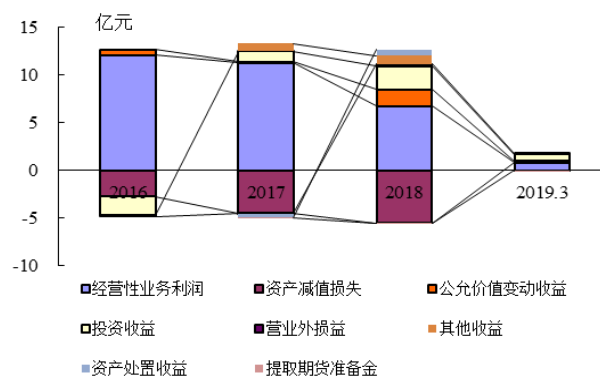 亿元
15
10
5
0
-5
-10
2016 2017 2018 2019.3
经营性业务利润 资产减值损失 公允价值变动收益
投资收益 营业外损益 其他收益
资产处置收益 提取期货准备金